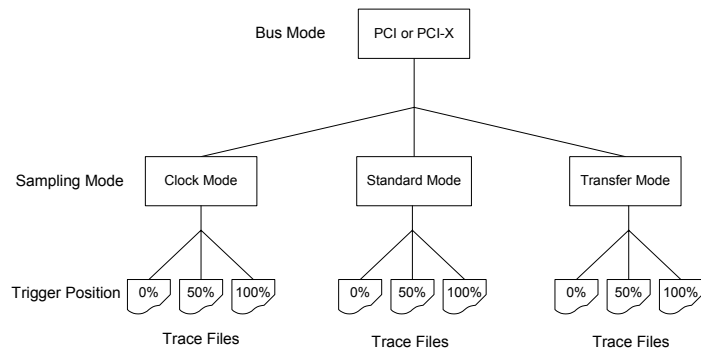 Bus Mode
PCI or PCI-X
Sampling Mode
Clock Mode
Standard Mode
Transfer Mode
Trigger Position
0% 50% 100%
0% 50% 100%
0% 50% 100%
Trace Files
Trace Files
Trace Files